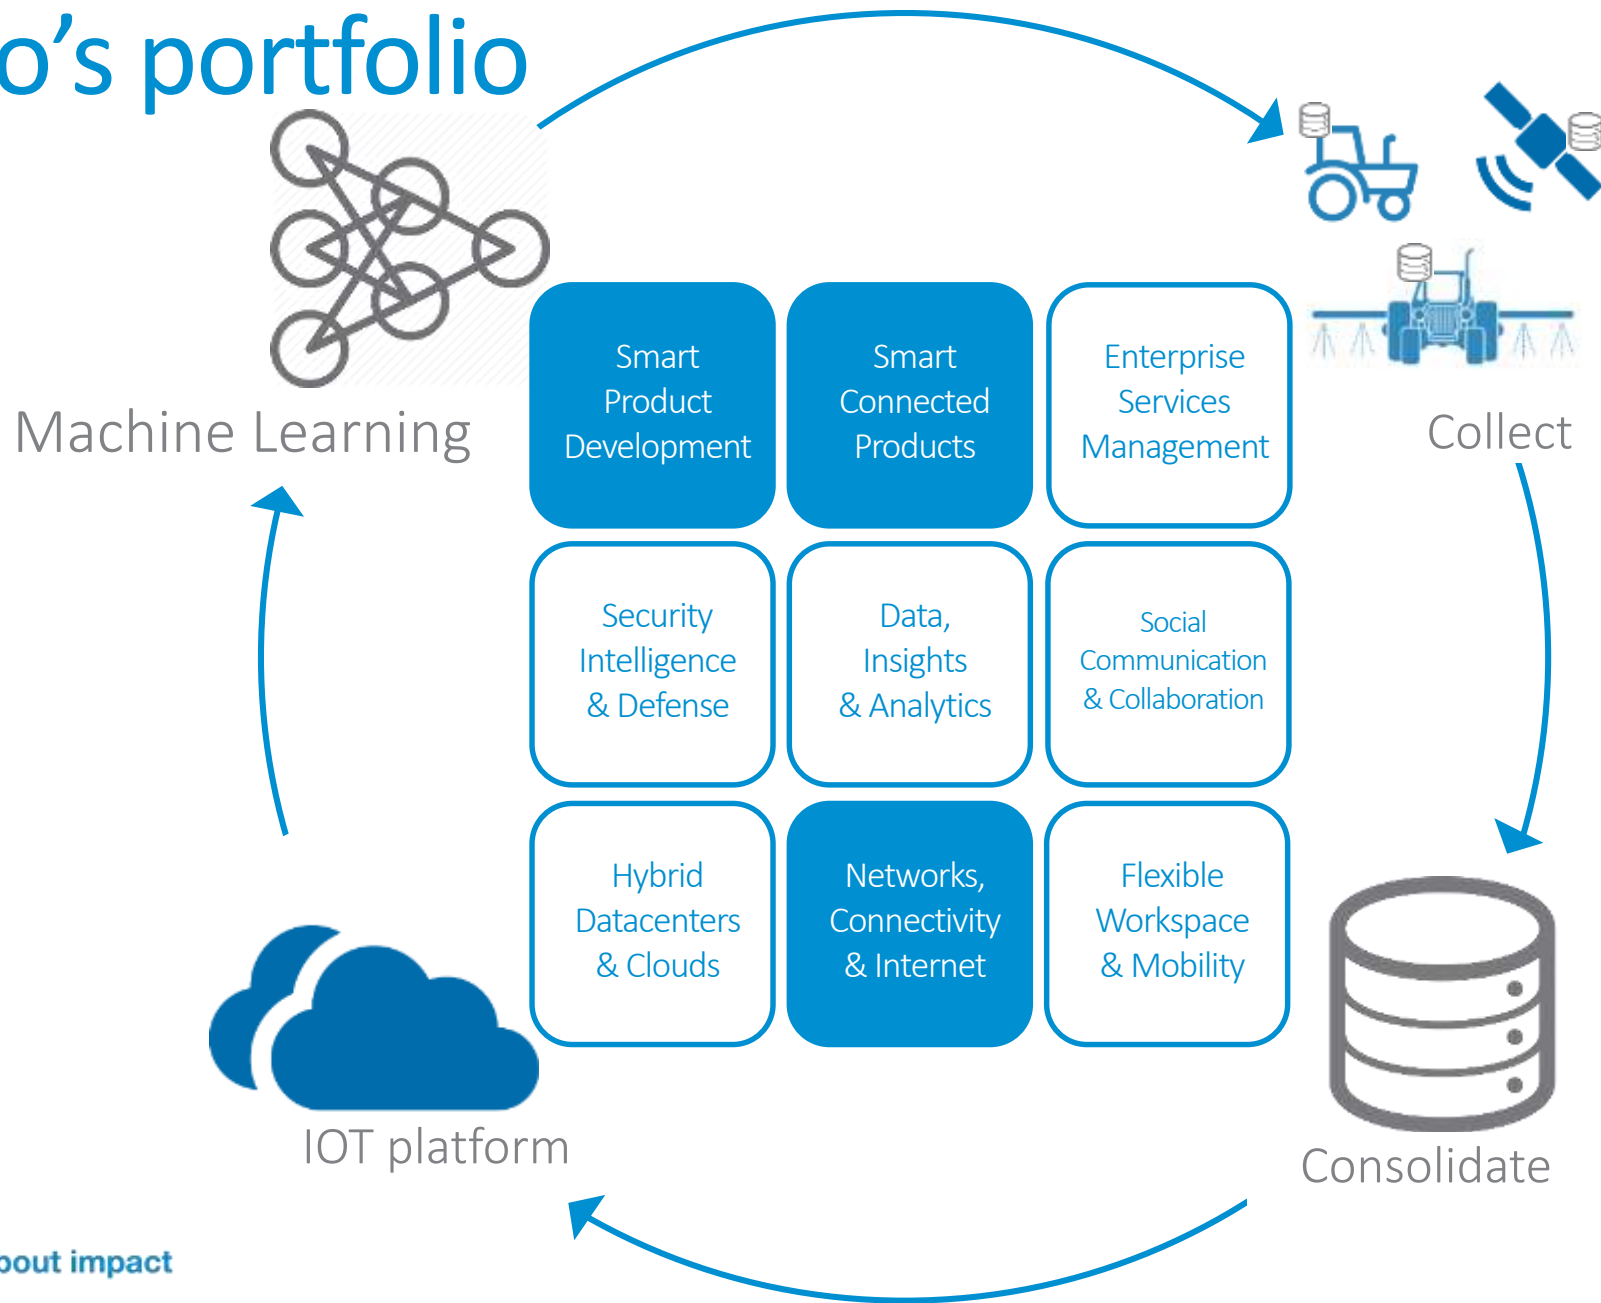 o’s portfolio
Machine Learning
Collect
Smart
Product
Development
Smart
Connected
Products
Enterprise
Services
Management
Security
Intelligence
& Defense
Data,
Insights
& Analytics
Social
Communication
& Collaboration
Hybrid
Datacenters
& Clouds
Networks,
Connectivity
& Internet
Flexible
Workspace
& Mobility
IOT platform
Consolidate
bout impact